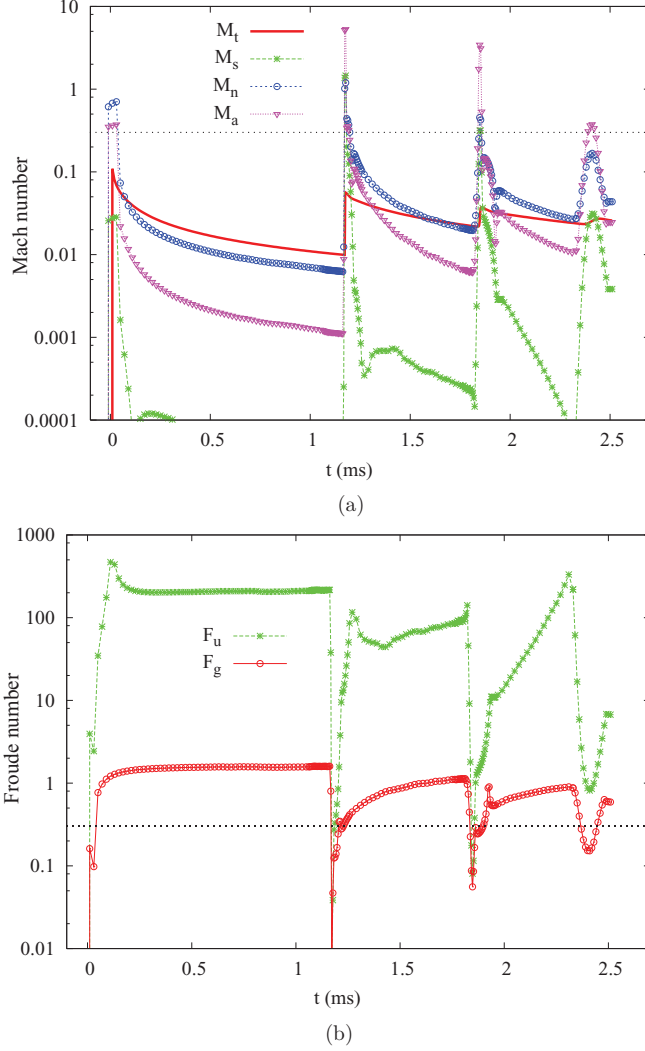 10
1
0.1
0.01
0.001
0.0001
Mach number
M_t
M_s
M_n
M_a
0 0.5 1 1.5 2 2.5
t (ms)
(a)
1000
100
10
1
0.1
0.01
Froude number
F_u
F_g
0 0.5 1 1.5 2 2.5
t (ms)
(b)